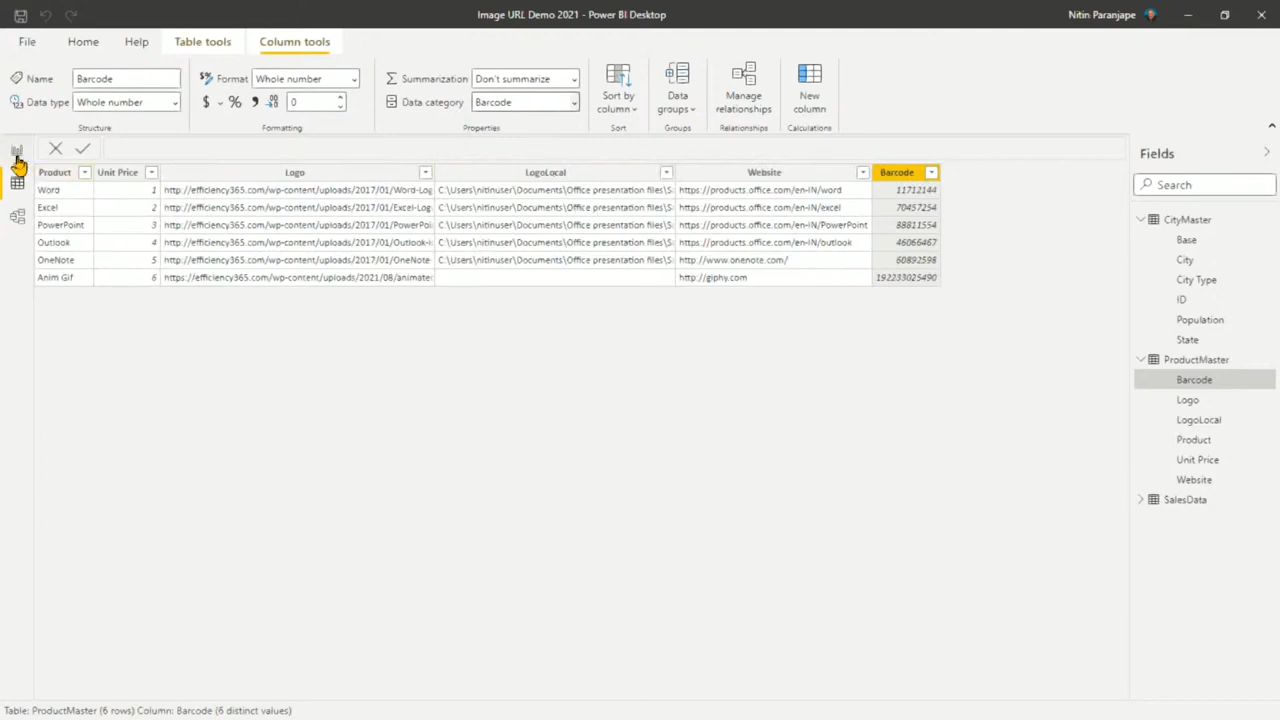 Image URL Demo 2021 - Power BI Desktop
Nitin Paranjape
File
Home
Help
Table tools
Column tools
Name
Barcode
Data type
Whole number
Structure
Format
Whole number
$
%
0
Formatting
Summarization
Don't summarize
Data category
Barcode
Properties
Sort by
column
Sort
Data
groups
Groups
Manage
relationships
Relationships
New
column
Calculations
Product Unit Price Logo LogoLocal Website Barcode
Word 1 http://efficiency365.com/wp-content/uploads/2017/01/Word-Log C:\Users\nitinuser\Documents\Office presentation files\S https://products.office.com/en-IN/word 11712144
Excel 2 http://efficiency365.com/wp-content/uploads/2017/01/Excel-Log C:\Users\nitinuser\Documents\Office presentation files\S https://products.office.com/en-IN/excel 70457254
PowerPoint 3 http://efficiency365.com/wp-content/uploads/2017/01/PowerPoi C:\Users\nitinuser\Documents\Office presentation files\S https://products.office.com/en-IN/PowerPoint 88811554
Outlook 4 http://efficiency365.com/wp-content/uploads/2017/01/Outlook-l C:\Users\nitinuser\Documents\Office presentation files\S https://products.office.com/en-IN/outlook 46066467
OneNote 5 http://efficiency365.com/wp-content/uploads/2017/01/OneNote- C:\Users\nitinuser\Documents\Office presentation files\S http://www.onenote.com/ 60892598
Anim Gif 6 https://efficiency365.com/wp-content/uploads/2021/08/animate http://giphy.com 192233025490
Fields
Search
CityMaster
Base
City
City Type
ID
Population
State
ProductMaster
Barcode
Logo
LogoLocal
Product
Unit Price
Website
SalesData
Table: ProductMaster (6 rows) Column: Barcode (6 distinct values)